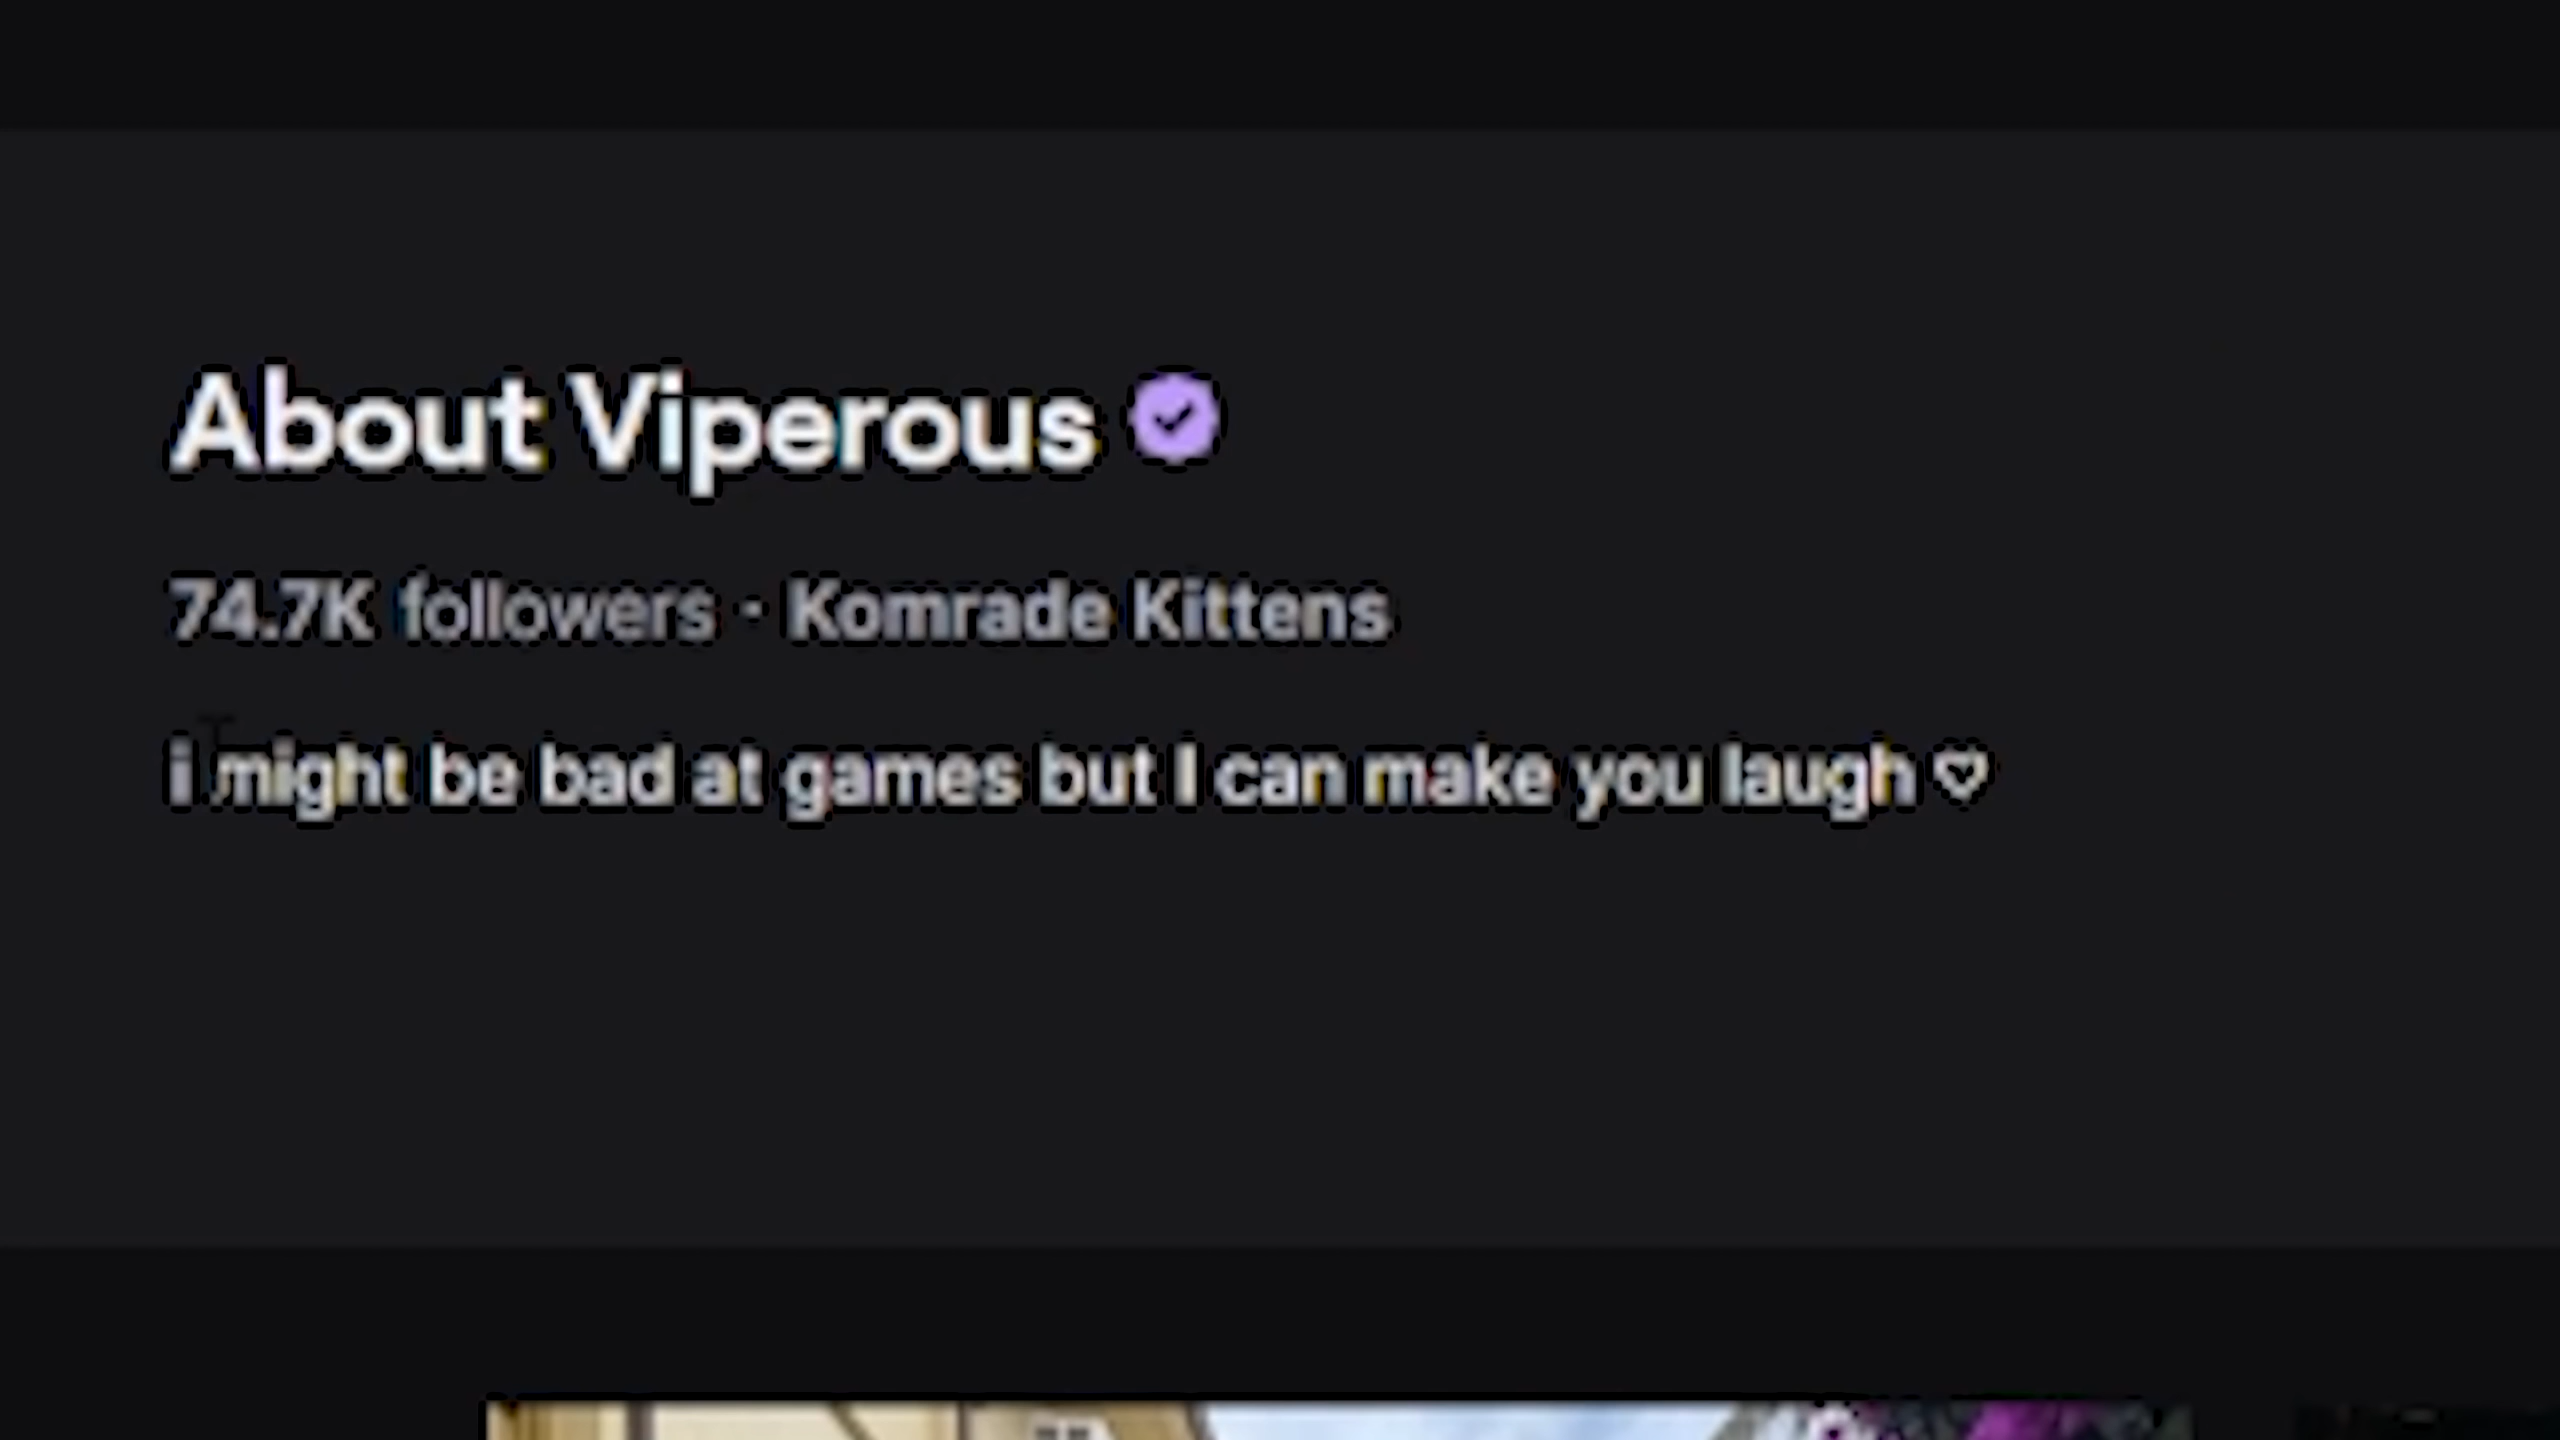 About Viperous
74.7K followers · Komrade Kittens
i might be bad at games but I can make you laugh♡